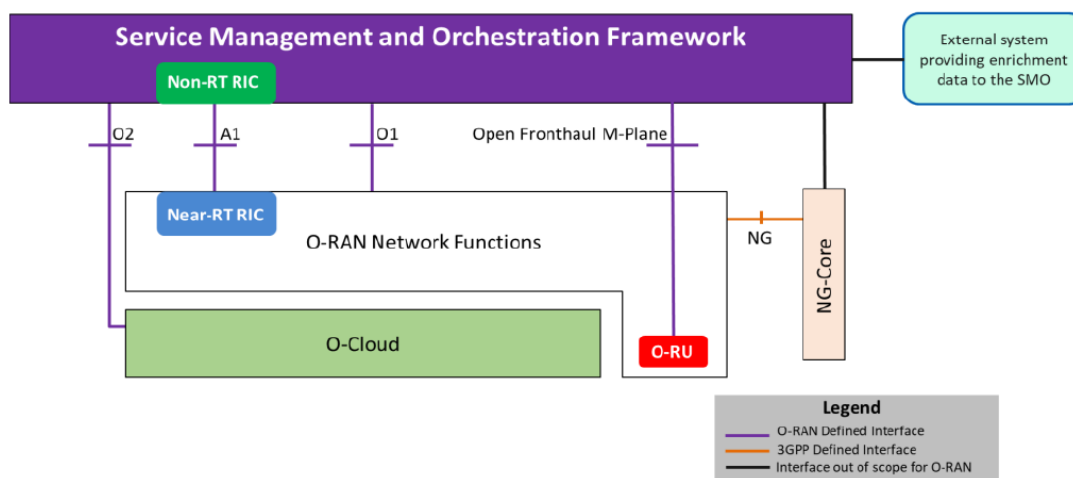 Service Management and Orchestration Framework
External system
providing enrichment
data to the SMO
Non-RT RIC
O2
A1
O1
Open Fronthaul M-Plane
Near-RT RIC
O-RAN Network Functions
NG
NG-Core
O-Cloud
O-RU
Legend
O-RAN Defined Interface
3GPP Defined Interface
Interface out of scope for O-RAN